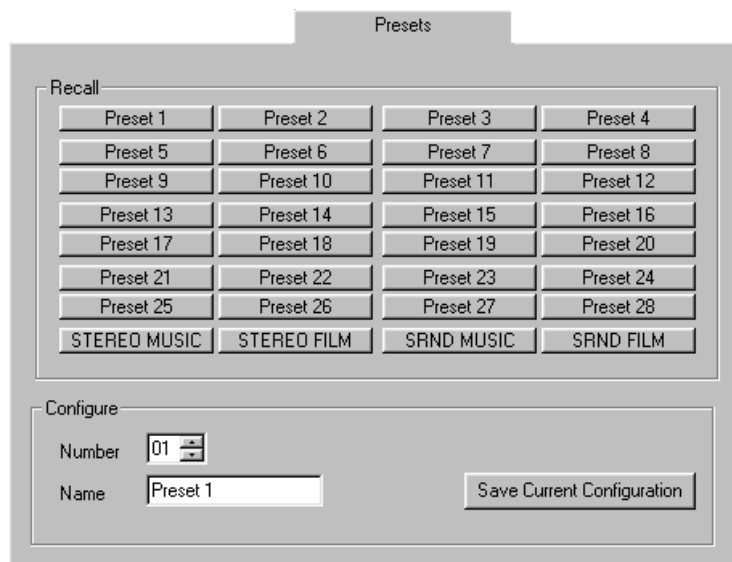 Presets
Recall
Preset 1 Preset 2 Preset 3 Preset 4
Preset 5 Preset 6 Preset 7 Preset 8
Preset 9 Preset 10 Preset 11 Preset 12
Preset 13 Preset 14 Preset 15 Preset 16
Preset 17 Preset 18 Preset 19 Preset 20
Preset 21 Preset 22 Preset 23 Preset 24
Preset 25 Preset 26 Preset 27 Preset 28
STEREO MUSIC STEREO FILM SRND MUSIC SRND FILM
Configure
Number 01
Name Preset 1 Save Current Configuration